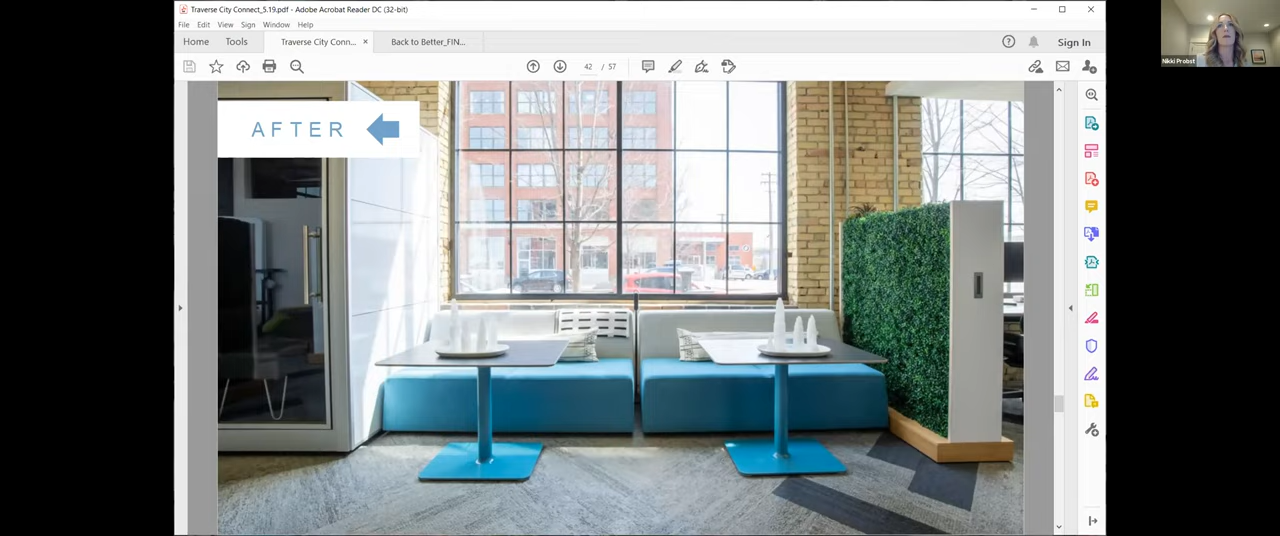 Traverse City Connect_5.19.pdf - Adobe Acrobat Reader DC (32-bit)
File Edit View Sign Window Help
Home Tools Traverse City Conn... × Back to Better_FIN... Sign In
42 / 57
AFTER
Nikki Probst